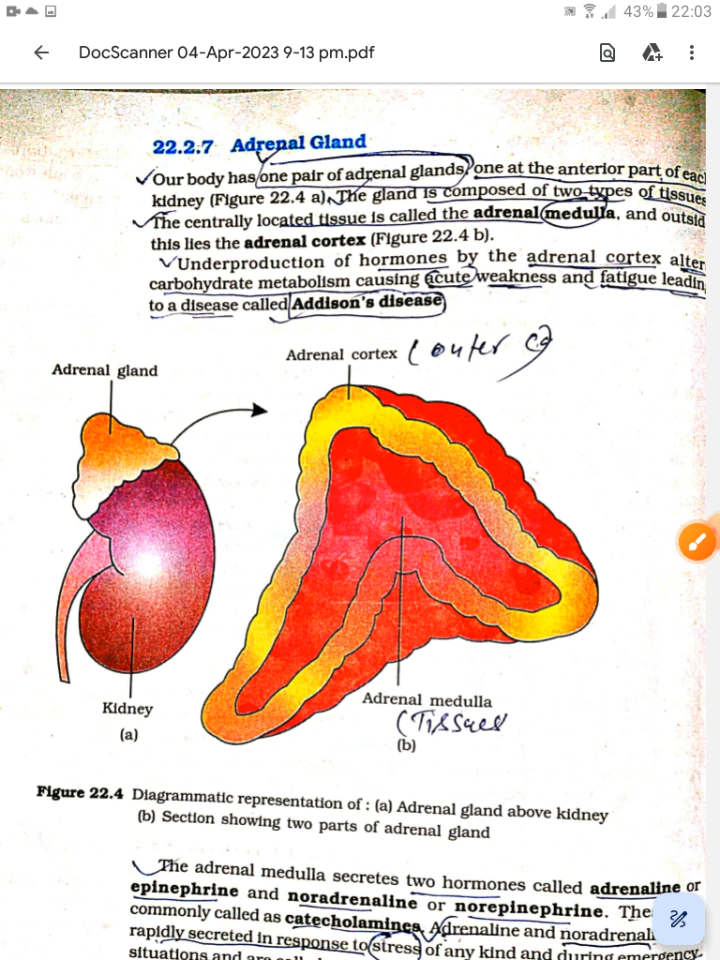 43% 22:03
DocScanner 04-Apr-2023 9-13 pm.pdf
22.2.7 Adrenal Gland
Our body has one pair of adrenal glands, one at the anterior part of eac
kidney (Figure 22.4 a). The gland is composed of two types of tissues
The centrally located tissue is called the adrenal medulla, and outsid
this lies the adrenal cortex (Figure 22.4 b).
Underproduction of hormones by the adrenal cortex alter
carbohydrate metabolism causing acute weakness and fatigue leadin
to a disease called Addison's disease
Adrenal cortex (outer
Adrenal gland
Kidney
(a)
Adrenal medulla
(Tissues
(b)
Figure 22.4 Diagrammatic representation of : (a) Adrenal gland above kidney
(b) Section showing two parts of adrenal gland
The adrenal medulla secretes two hormones called adrenaline or
epinephrine and noradrenaline or norepinephrine. The
commonly called as catecholamines. Adrenaline and noradrenal
rapidly secreted in response to stress of any kind and during emergency
situations and are